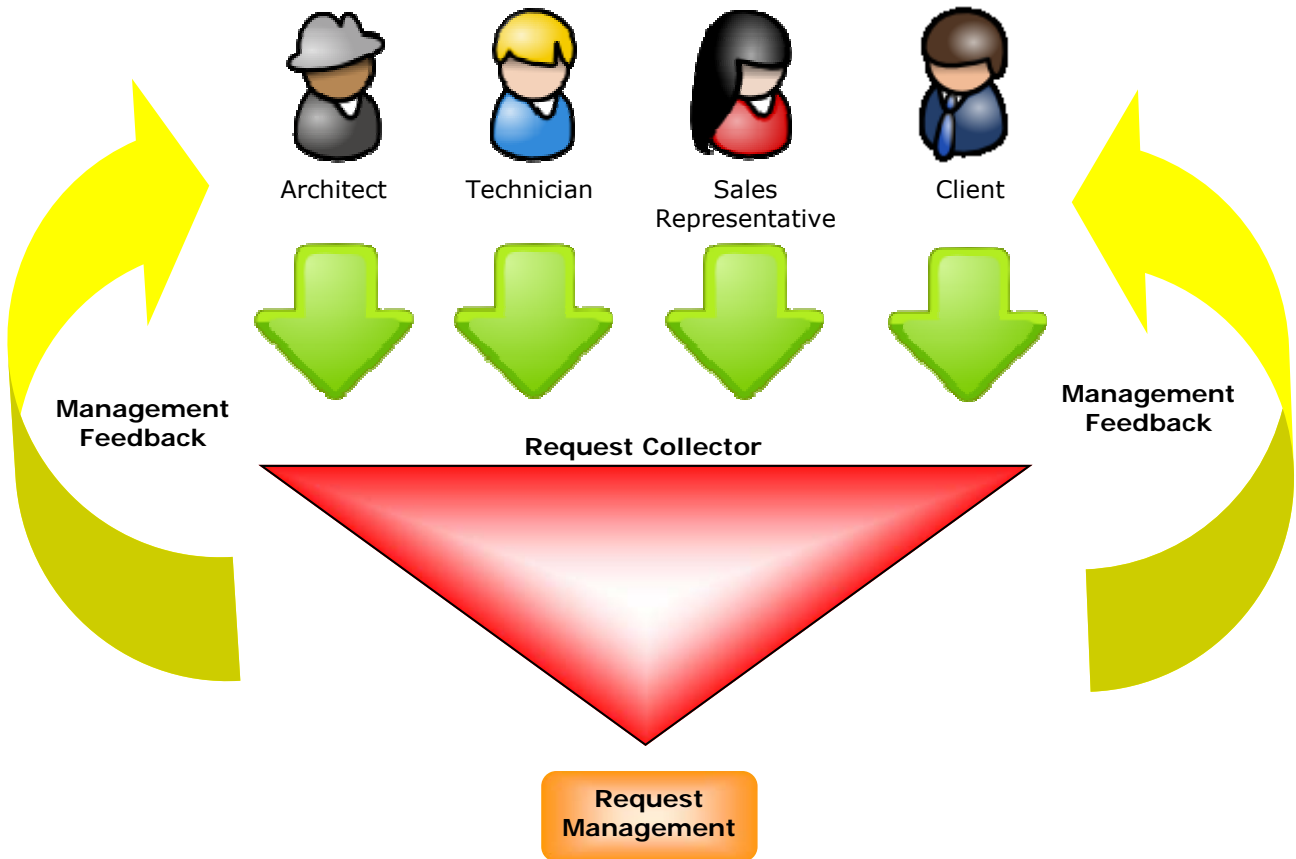 Architect
Technician
Sales
Representative
Client
Management
Feedback
Management
Feedback
Request Collector
Request
Management